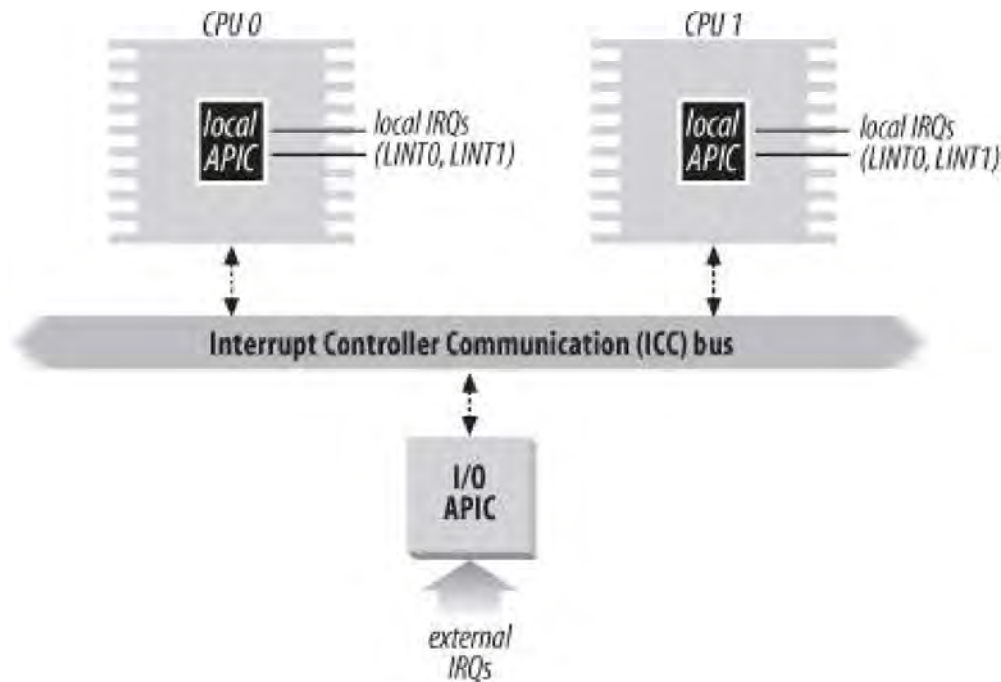 CPU 0
CPU 1
local
APIC
local IRQs
(LINT0, LINT1)
local
APIC
local IRQs
(LINT0, LINT1)
Interrupt Controller Communication (ICC) bus
I/O
APIC
external
IRQs